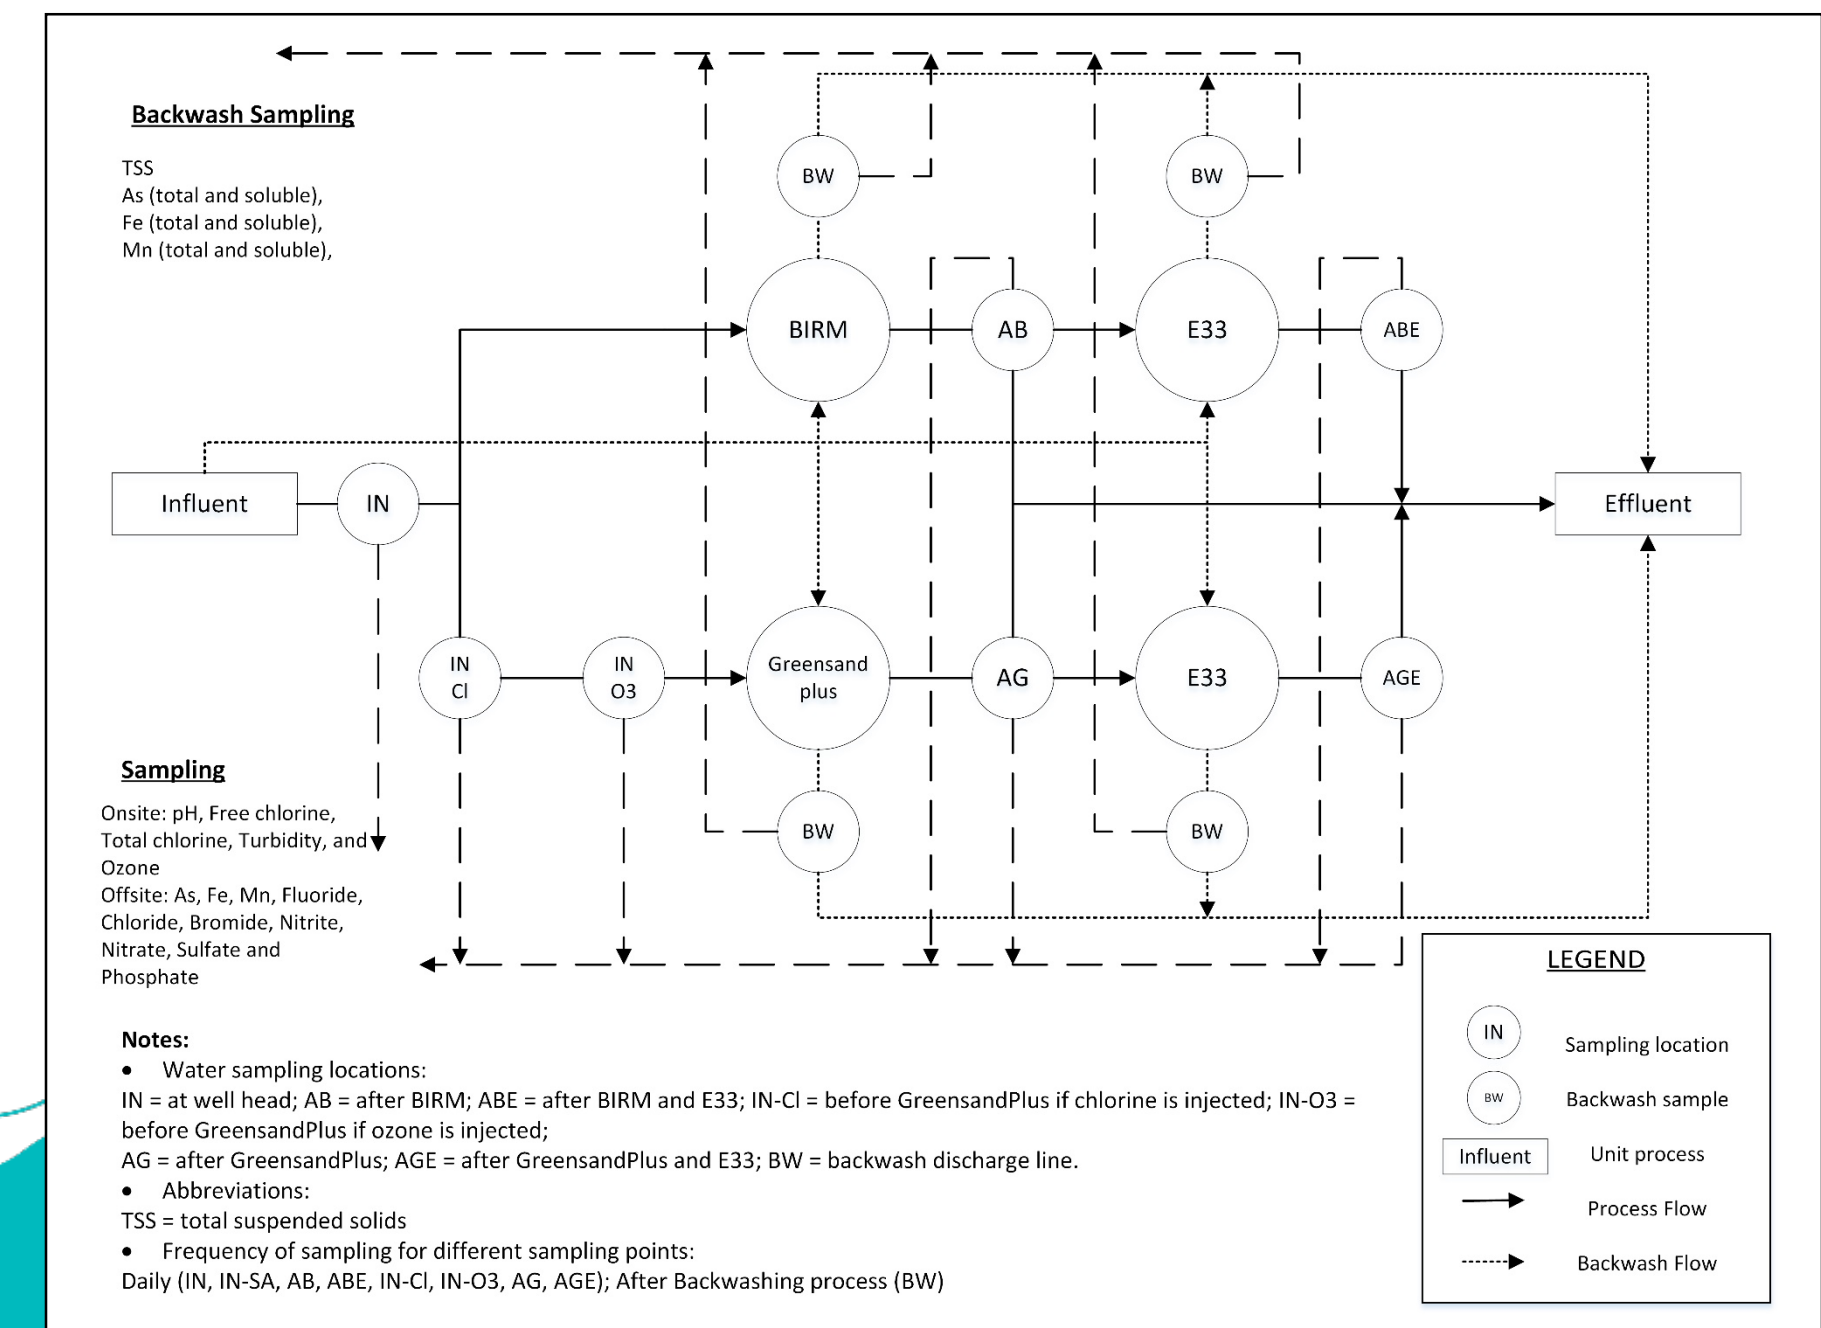 Backwash Sampling
TSS
As (total and soluble),
Fe (total and soluble),
Mn (total and soluble),
BW
BW
BIRM
AB
E33
ABE
Influent
IN
Effluent
IN
Cl
IN
O3
Greensand
plus
AG
E33
AGE
BW
BW
Sampling
Onsite: pH, Free chlorine,
Total chlorine, Turbidity, and
Ozone
Offsite: As, Fe, Mn, Fluoride,
Chloride, Bromide, Nitrite,
Nitrate, Sulfate and
Phosphate
Notes:
• Water sampling locations:
IN = at well head; AB = after BIRM; ABE = after BIRM and E33; IN-Cl = before GreensandPlus if chlorine is injected; IN-O3 =
before GreensandPlus if ozone is injected;
AG = after GreensandPlus; AGE = after GreensandPlus and E33; BW = backwash discharge line.
• Abbreviations:
TSS = total suspended solids
• Frequency of sampling for different sampling points:
Daily (IN, IN-SA, AB, ABE, IN-Cl, IN-O3, AG, AGE); After Backwashing process (BW)
LEGEND
IN Sampling location
BW Backwash sample
Influent Unit process
Process Flow
Backwash Flow